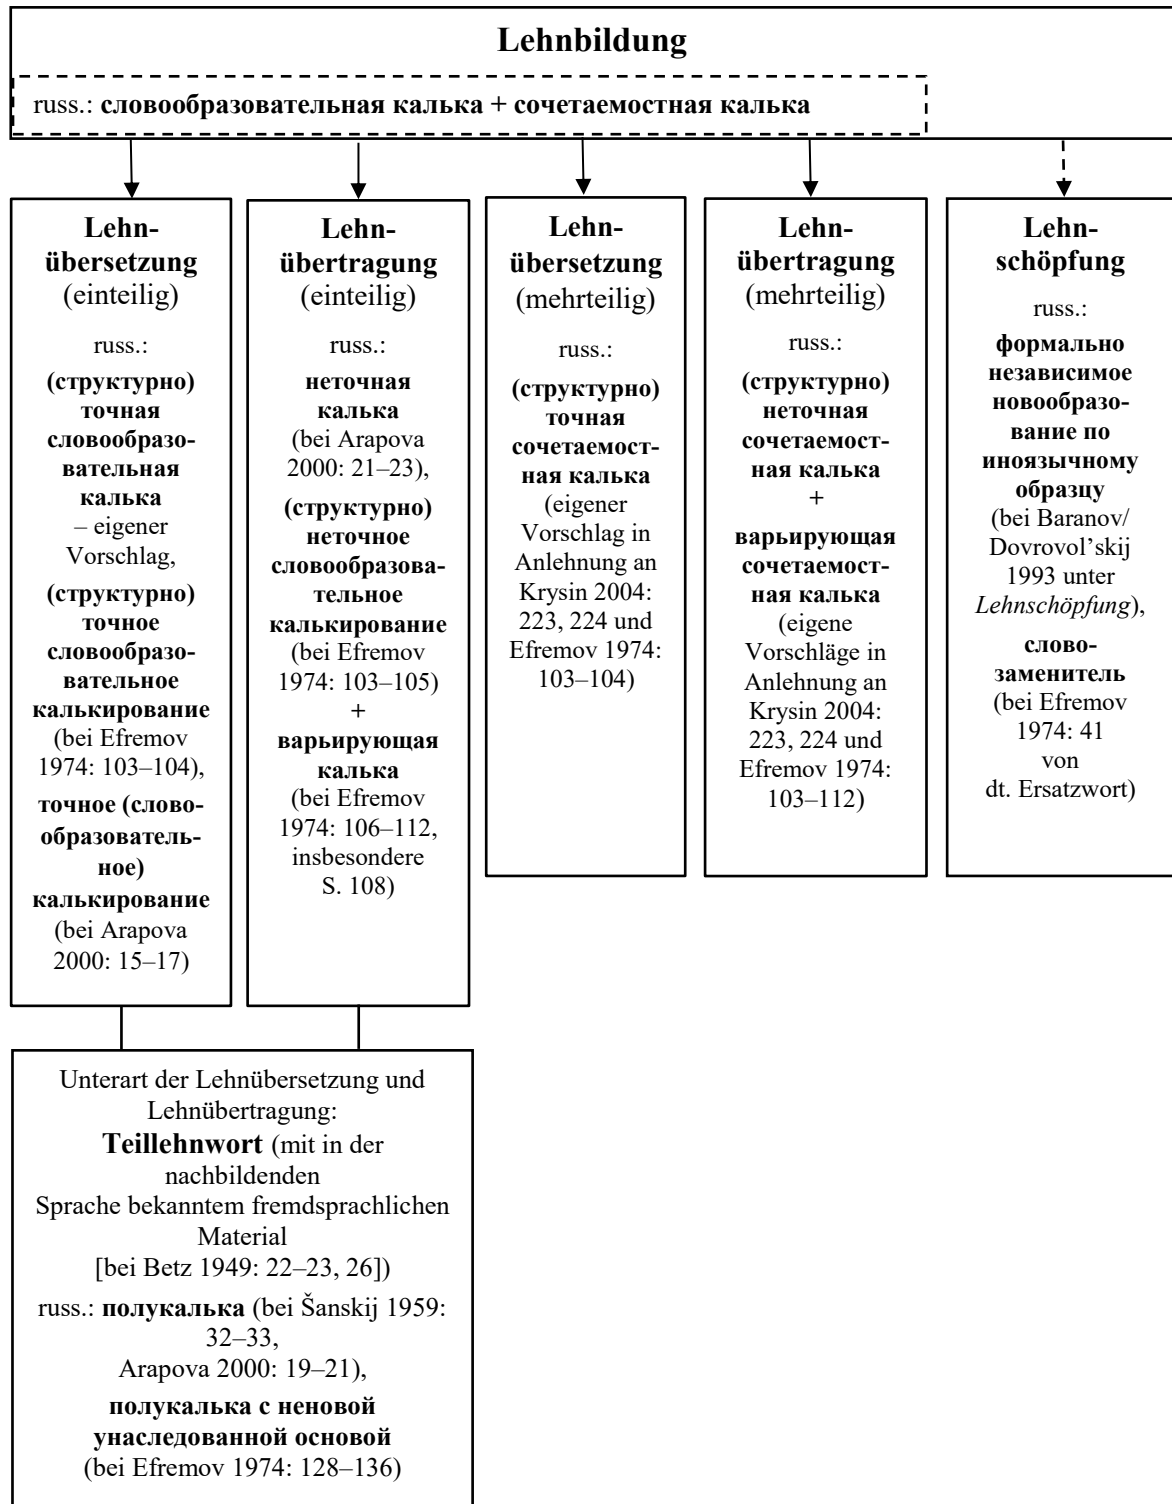 Lehnbildung
russ.: словообразовательная калька + сочетаемостная калька
Lehn-
übersetzung
(einteilig)
russ.:
(структурно)
точная
словообразо-
вательная
калька
– eigener
Vorschlag,
(структурно)
точное
словообразо-
вательное
калькирование
(bei Efremov
1974: 103–104),
точное (слово-
образователь-
ное)
калькирование
(bei Arapova
2000: 15–17)
Lehn-
übertragung
(einteilig)
russ.:
неточная
калька
(bei Arapova
2000: 21–23),
(структурно)
неточное
словообразова-
тельное
калькирование
(bei Efremov
1974: 103–105)
+
варьирующая
калька
(bei Efremov
1974: 106–112,
insbesondere
S. 108)
Lehn-
übersetzung
(mehrteilig)
russ.:
(структурно)
точная
сочетаемост-
ная калька
(eigener
Vorschlag in
Anlehnung an
Krysin 2004:
223, 224 und
Efremov 1974:
103–104)
Lehn-
übertragung
(mehrteilig)
russ.:
(структурно)
неточная
сочетаемост-
ная калька
+
варьирующая
сочетаемост-
ная калька
(eigene
Vorschläge in
Anlehnung an
Krysin 2004:
223, 224 und
Efremov 1974:
103–112)
Lehn-
schöpfung
russ.:
формально
независимое
новообразо-
вание по
иноязычному
образцу
(bei Baranov/
Dovrovol’skij
1993 unter
Lehnschöpfung),
слово-
заменитель
(bei Efremov
1974: 41
von
dt. Ersatzwort)
Unterart der Lehnübersetzung und
Lehnübertragung:
Teillehnwort (mit in der
nachbildenden
Sprache bekanntem fremdsprachlichen
Material
[bei Betz 1949: 22–23, 26])
russ.: полукалька (bei Šanskij 1959:
32–33,
Arapova 2000: 19–21),
полукалька с неновой
унаследованной основой
(bei Efremov 1974: 128–136)